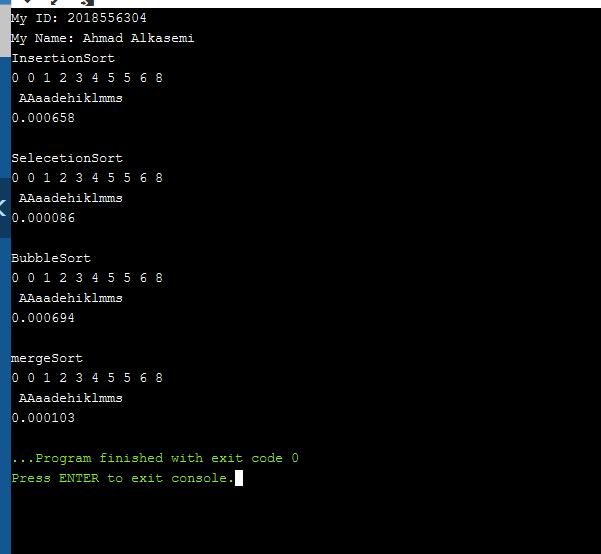 My ID: 2018556304
My Name: Ahmad Alkasemi
InsertionSort
0 0 1 2 3 4 5 5 6 8
 AAaadehiklmms
0.000658

SelecetionSort
0 0 1 2 3 4 5 5 6 8
 AAaadehiklmms
0.000086

BubbleSort
0 0 1 2 3 4 5 5 6 8
 AAaadehiklmms
0.000694

mergeSort
0 0 1 2 3 4 5 5 6 8
 AAaadehiklmms
0.000103

...Program finished with exit code 0
Press ENTER to exit console.